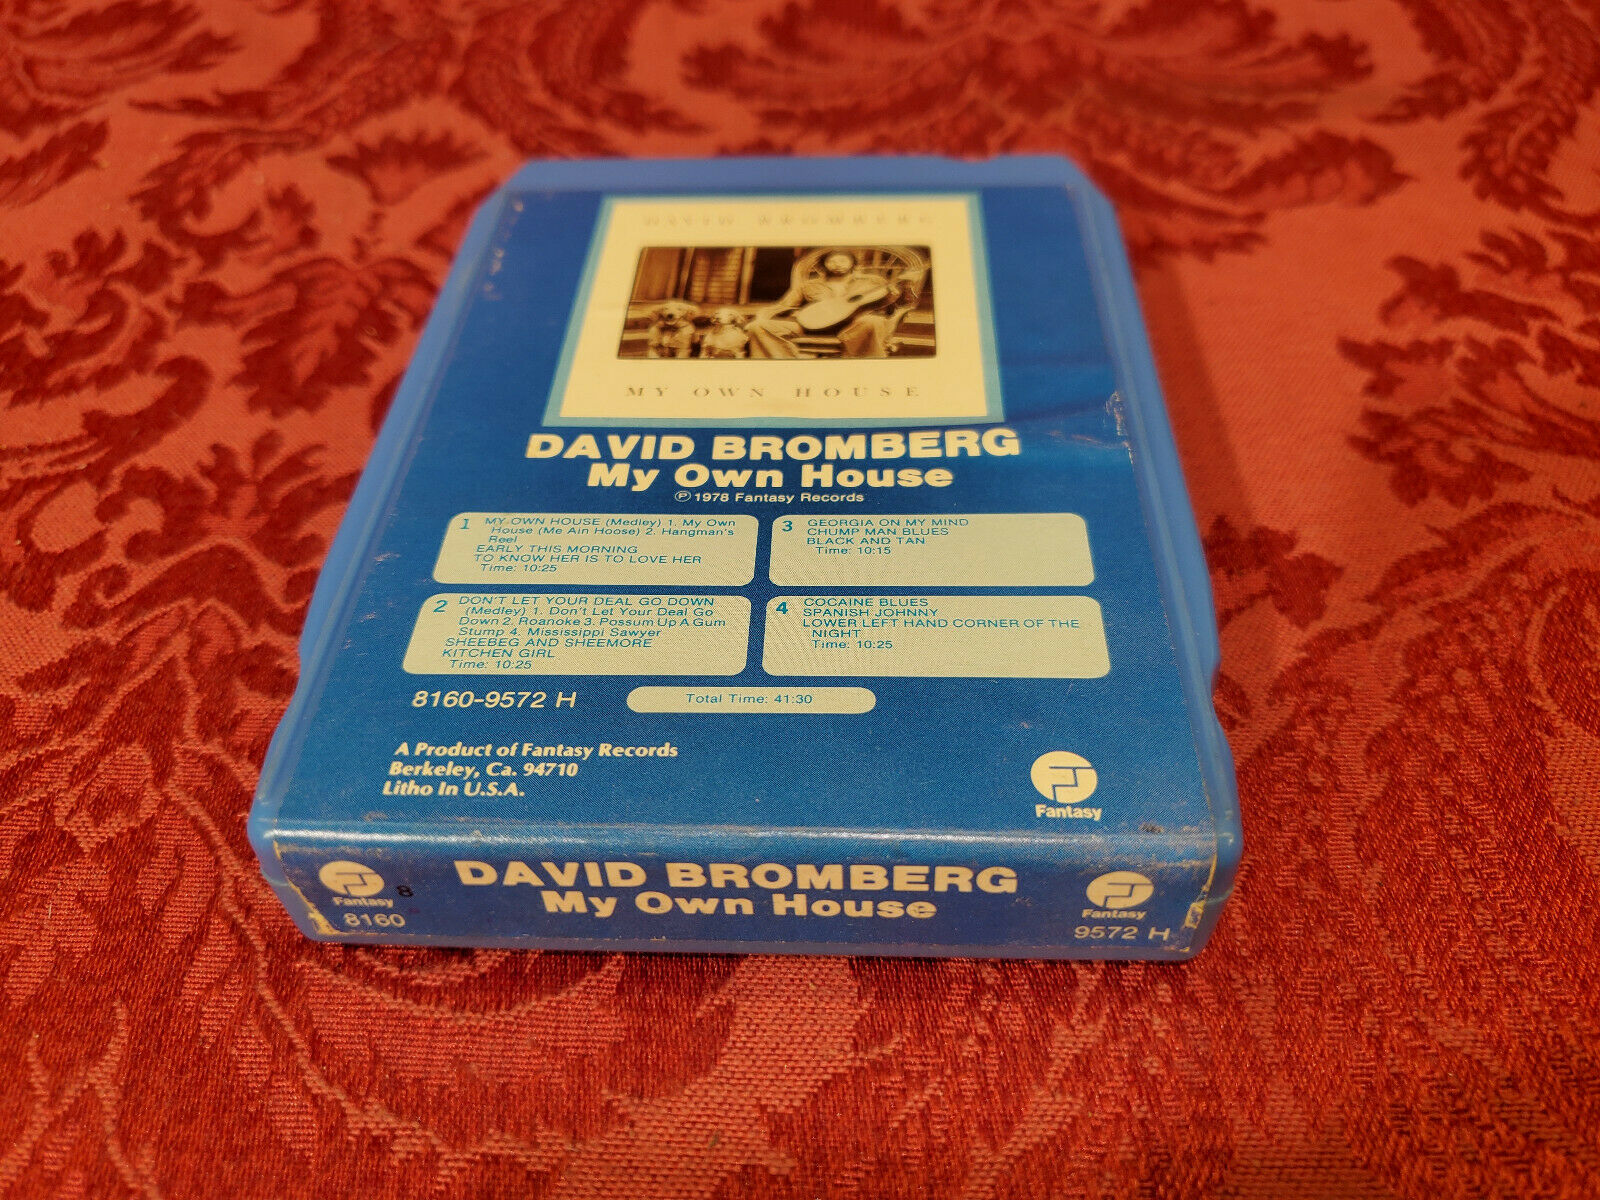 DAVID BROMBERG
MY OWN HOUSE
DAVID BROMBERG
My Own House
℗ 1978 Fantasy Records
1 MY OWN HOUSE (Medley) 1. My Own
House (Me Ain Hoose) 2. Hangman's
Reel
EARLY THIS MORNING
TO KNOW HER IS TO LOVE HER
Time: 10:25
2 DON'T LET YOUR DEAL GO DOWN
(Medley) 1. Don't Let Your Deal Go
Down 2. Roanoke 3. Possum Up A Gum
Stump 4. Mississippi Sawyer
SHEEBEG AND SHEEMORE
KITCHEN GIRL
Time: 10:25
3 GEORGIA ON MY MIND
CHUMP MAN BLUES
BLACK AND TAN
Time: 10:15
4 COCAINE BLUES
SPANISH JOHNNY
LOWER LEFT HAND CORNER OF THE
NIGHT
Time: 10:25
8160-9572 H
Total Time: 41:30
A Product of Fantasy Records
Berkeley, Ca. 94710
Litho In U.S.A.
Fantasy
DAVID BROMBERG
My Own House
Fantasy 8
8160
Fantasy
9572 H